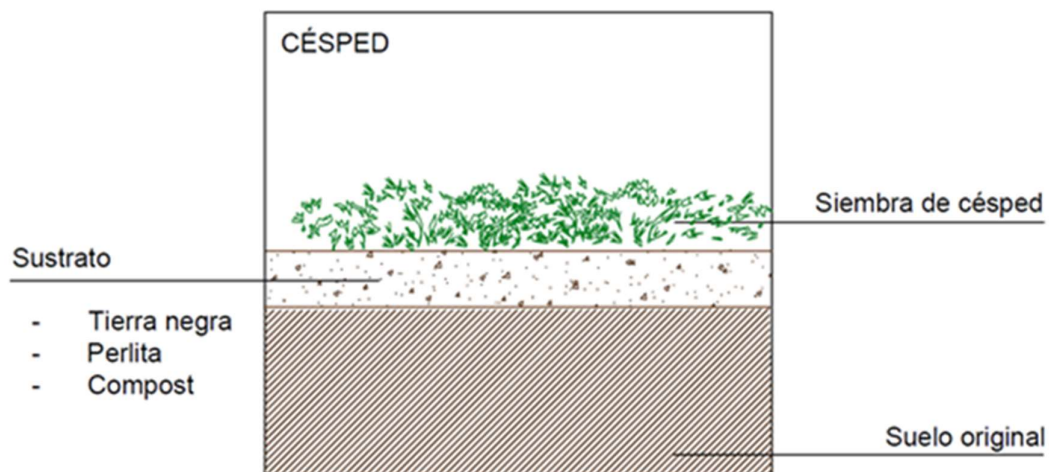 CÉSPED
Siembra de césped
Sustrato
- Tierra negra
- Perlita
- Compost
Suelo original